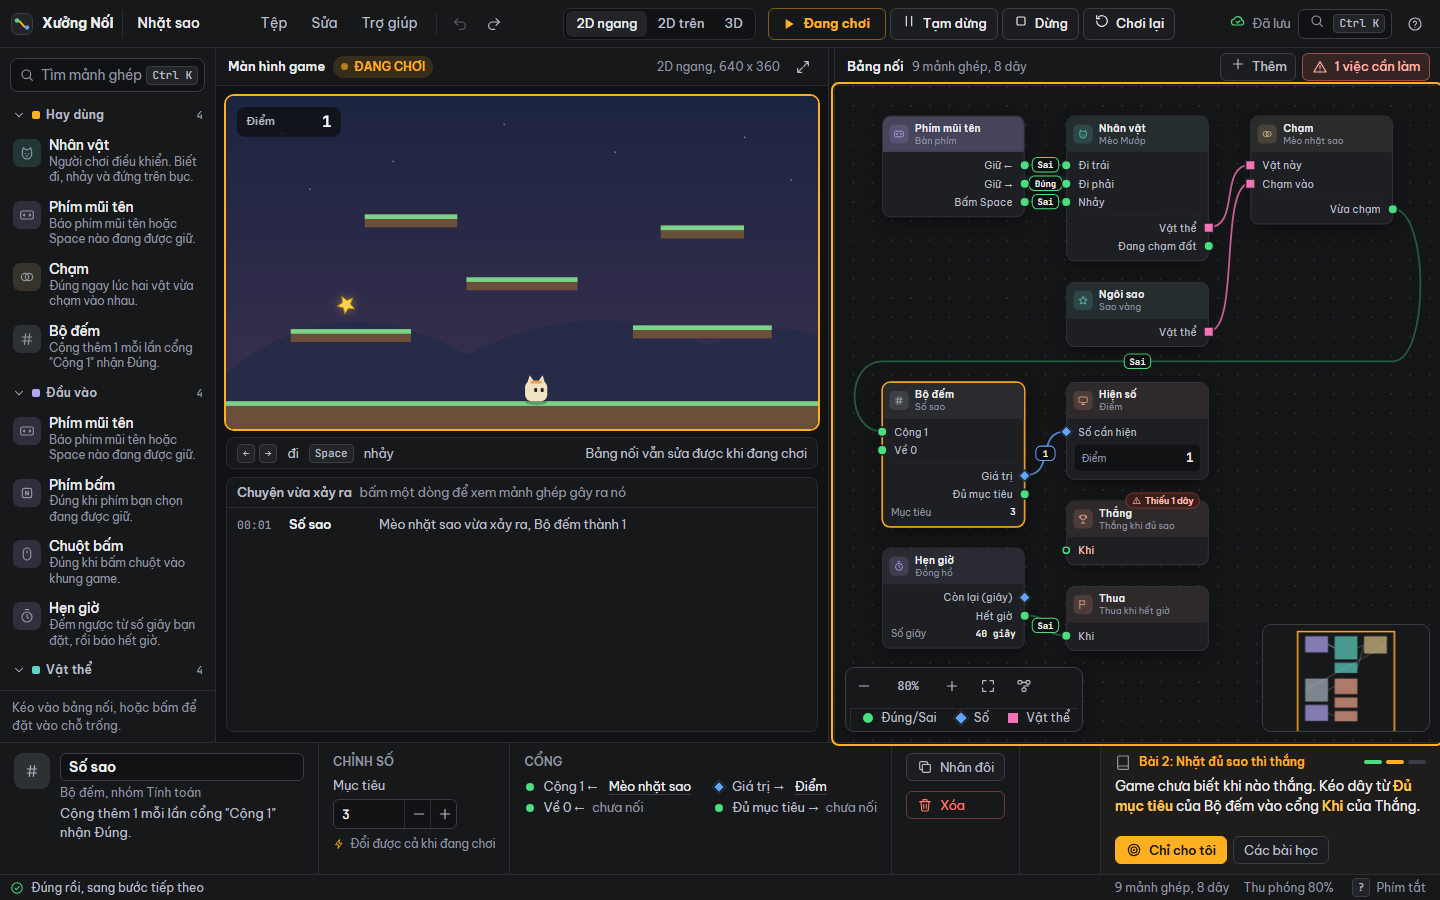 Xưởng Nối
Nhặt sao
Tệp
Sửa
Trợ giúp
2D ngang
2D trên
3D
Đang chơi
Tạm dừng
Dừng
Chơi lại
Đã lưu
Ctrl K
Tìm mảnh ghép
Ctrl K
Hay dùng
4
Nhân vật
Người chơi điều khiển. Biết
đi, nhảy và đứng trên bục.
Phím mũi tên
Báo phím mũi tên hoặc
Space nào đang được giữ.
Chạm
Đúng ngay lúc hai vật vừa
chạm vào nhau.
Bộ đếm
Cộng thêm 1 mỗi lần cổng
"Cộng 1" nhận Đúng.
Đầu vào
4
Phím mũi tên
Báo phím mũi tên hoặc
Space nào đang được giữ.
Phím bấm
Đúng khi phím bạn chọn
đang được giữ.
Chuột bấm
Đúng khi bấm chuột vào
khung game.
Hẹn giờ
Đếm ngược từ số giây bạn
đặt, rồi báo hết giờ.
Vật thể
4
Kéo vào bảng nối, hoặc bấm để
đặt vào chỗ trống.
Màn hình game
ĐANG CHƠI
2D ngang, 640 x 360
Điểm
1
← → đi
Space nhảy
Bảng nối vẫn sửa được khi đang chơi
Chuyện vừa xảy ra
bấm một dòng để xem mảnh ghép gây ra nó
00:01
Số sao
Mèo nhặt sao vừa xảy ra, Bộ đếm thành 1
Bảng nối
9 mảnh ghép, 8 dây
Thêm
1 việc cần làm
Phím mũi tên
Bàn phím
Giữ ←
Giữ →
Bấm Space
Sai
Đúng
Sai
Nhân vật
Mèo Mướp
Đi trái
Đi phải
Nhảy
Vật thể
Đang chạm đất
Chạm
Mèo nhặt sao
Vật này
Chạm vào
Vừa chạm
Ngôi sao
Sao vàng
Vật thể
Sai
Bộ đếm
Số sao
Cộng 1
Về 0
Giá trị
Đủ mục tiêu
Mục tiêu
3
1
Hiện số
Điểm
Số cần hiện
Điểm
1
Thiếu 1 dây
Thắng
Thắng khi đủ sao
Khi
Hẹn giờ
Đồng hồ
Còn lại (giây)
Hết giờ
Số giây
40 giây
Sai
Thua
Thua khi hết giờ
Khi
80%
Đúng/Sai
Số
Vật thể
Số sao
Bộ đếm, nhóm Tính toán
Cộng thêm 1 mỗi lần cổng "Cộng 1"
nhận Đúng.
CHỈNH SỐ
Mục tiêu
3
Đổi được cả khi đang chơi
CỔNG
Cộng 1 ← Mèo nhặt sao
Giá trị → Điểm
Về 0 ← chưa nối
Đủ mục tiêu → chưa nối
Nhân đôi
Xóa
Bài 2: Nhặt đủ sao thì thắng
Game chưa biết khi nào thắng. Kéo dây từ Đủ
mục tiêu của Bộ đếm vào cổng Khi của Thắng.
Chỉ cho tôi
Các bài học
Đúng rồi, sang bước tiếp theo
9 mảnh ghép, 8 dây
Thu phóng 80%
? Phím tắt